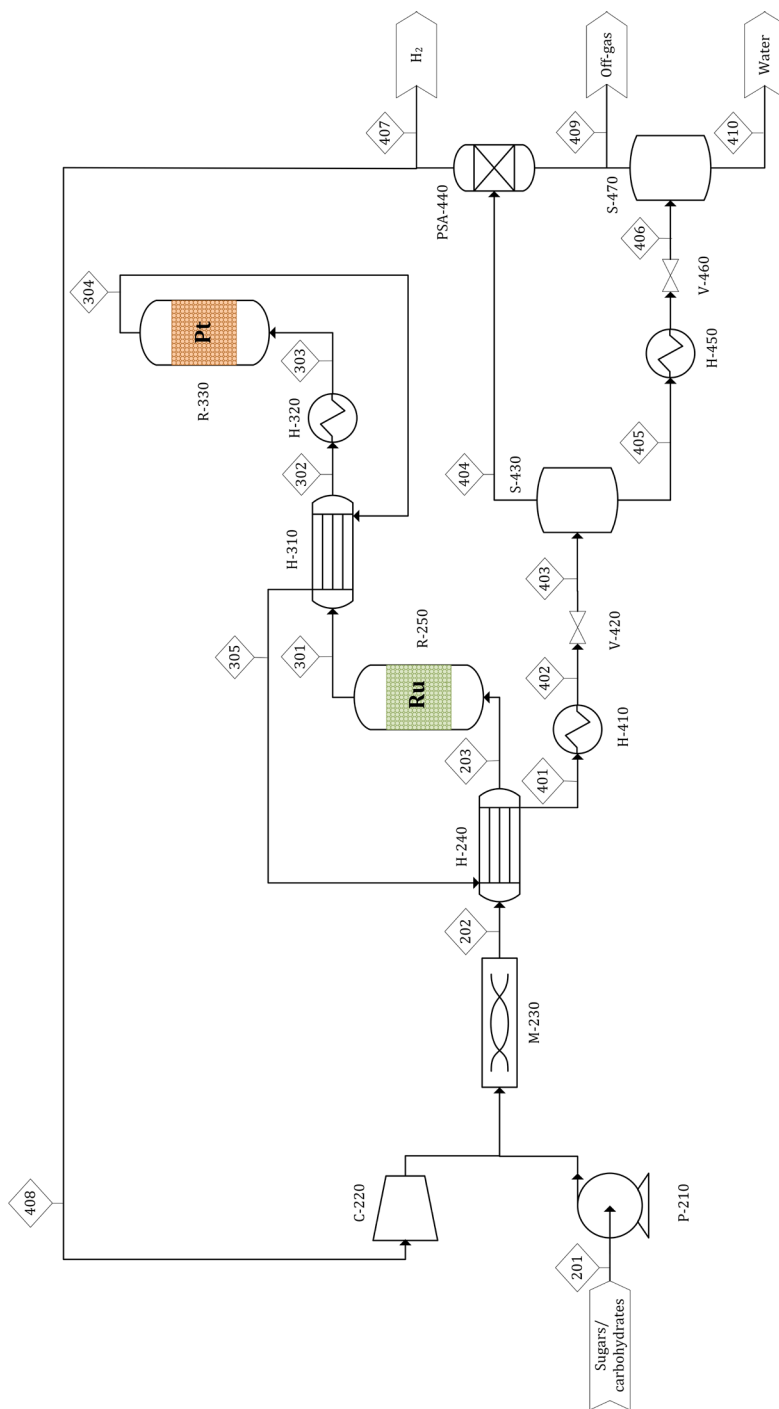 408
304
Pt
R-330
305
H-310
H-320
301
302
303
C-220
407
H₂
Ru
R-250
PSA-440
H-240
203
404
202
S-430
M-230
401
402
403
201
409
Off-gas
Sugars/
carbohydrates
S-470
H-410
V-420
405
406
P-210
H-450
V-460
410
Water